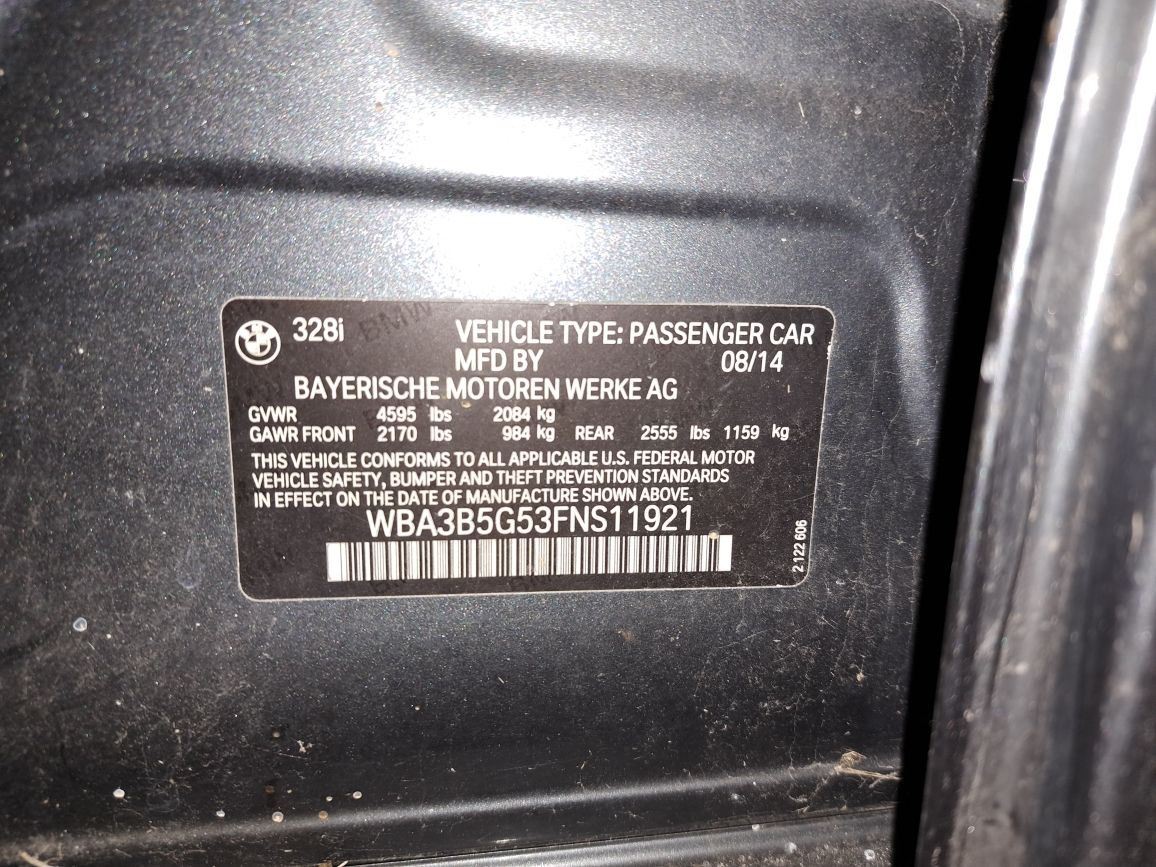 328i VEHICLE TYPE: PASSENGER CAR
MFD BY 08/14
BAYERISCHE MOTOREN WERKE AG
GVWR 4595 lbs 2084 kg
GAWR FRONT 2170 lbs 984 kg REAR 2555 lbs 1159 kg
THIS VEHICLE CONFORMS TO ALL APPLICABLE U.S. FEDERAL MOTOR
VEHICLE SAFETY, BUMPER AND THEFT PREVENTION STANDARDS
IN EFFECT ON THE DATE OF MANUFACTURE SHOWN ABOVE.
WBA3B5G53FNS11921
2 122 606